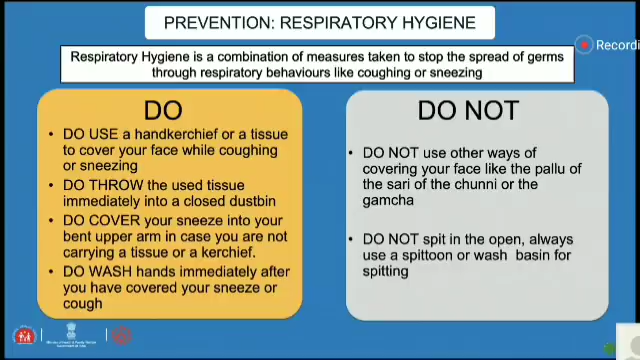 PREVENTION: RESPIRATORY HYGIENE
Recordi
Respiratory Hygiene is a combination of measures taken to stop the spread of germs
through respiratory behaviours like coughing or sneezing
DO
• DO USE a handkerchief or a tissue
to cover your face while coughing
or sneezing
• DO THROW the used tissue
immediately into a closed dustbin
• DO COVER your sneeze into your
bent upper arm in case you are not
carrying a tissue or a kerchief.
• DO WASH hands immediately after
you have covered your sneeze or
cough
DO NOT
• DO NOT use other ways of
covering your face like the pallu of
the sari of the chunni or the
gamcha
• DO NOT spit in the open, always
use a spittoon or wash basin for
spitting